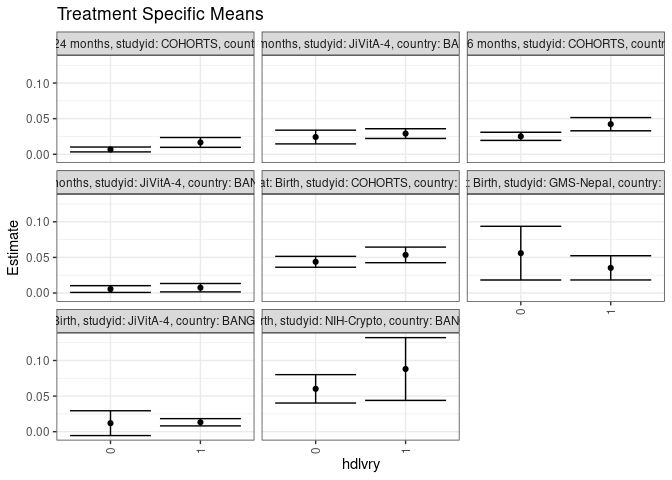 Treatment Specific Means
24 months, studyid: COHORTS, count
months, studyid: JiVitA-4, country: BA
6 months, studyid: COHORTS, countr
0.10
0.05
0.00
months, studyid: JiVitA-4, country: BAN
at: Birth, studyid: COHORTS, country:
: Birth, studyid: GMS-Nepal, country:
0.10
0.05
0.00
Birth, studyid: JiVitA-4, country: BANG
rth, studyid: NIH-Crypto, country: BAN
0.10
0.05
0.00
Estimate
0
1
0
1
0
1
hdlvry